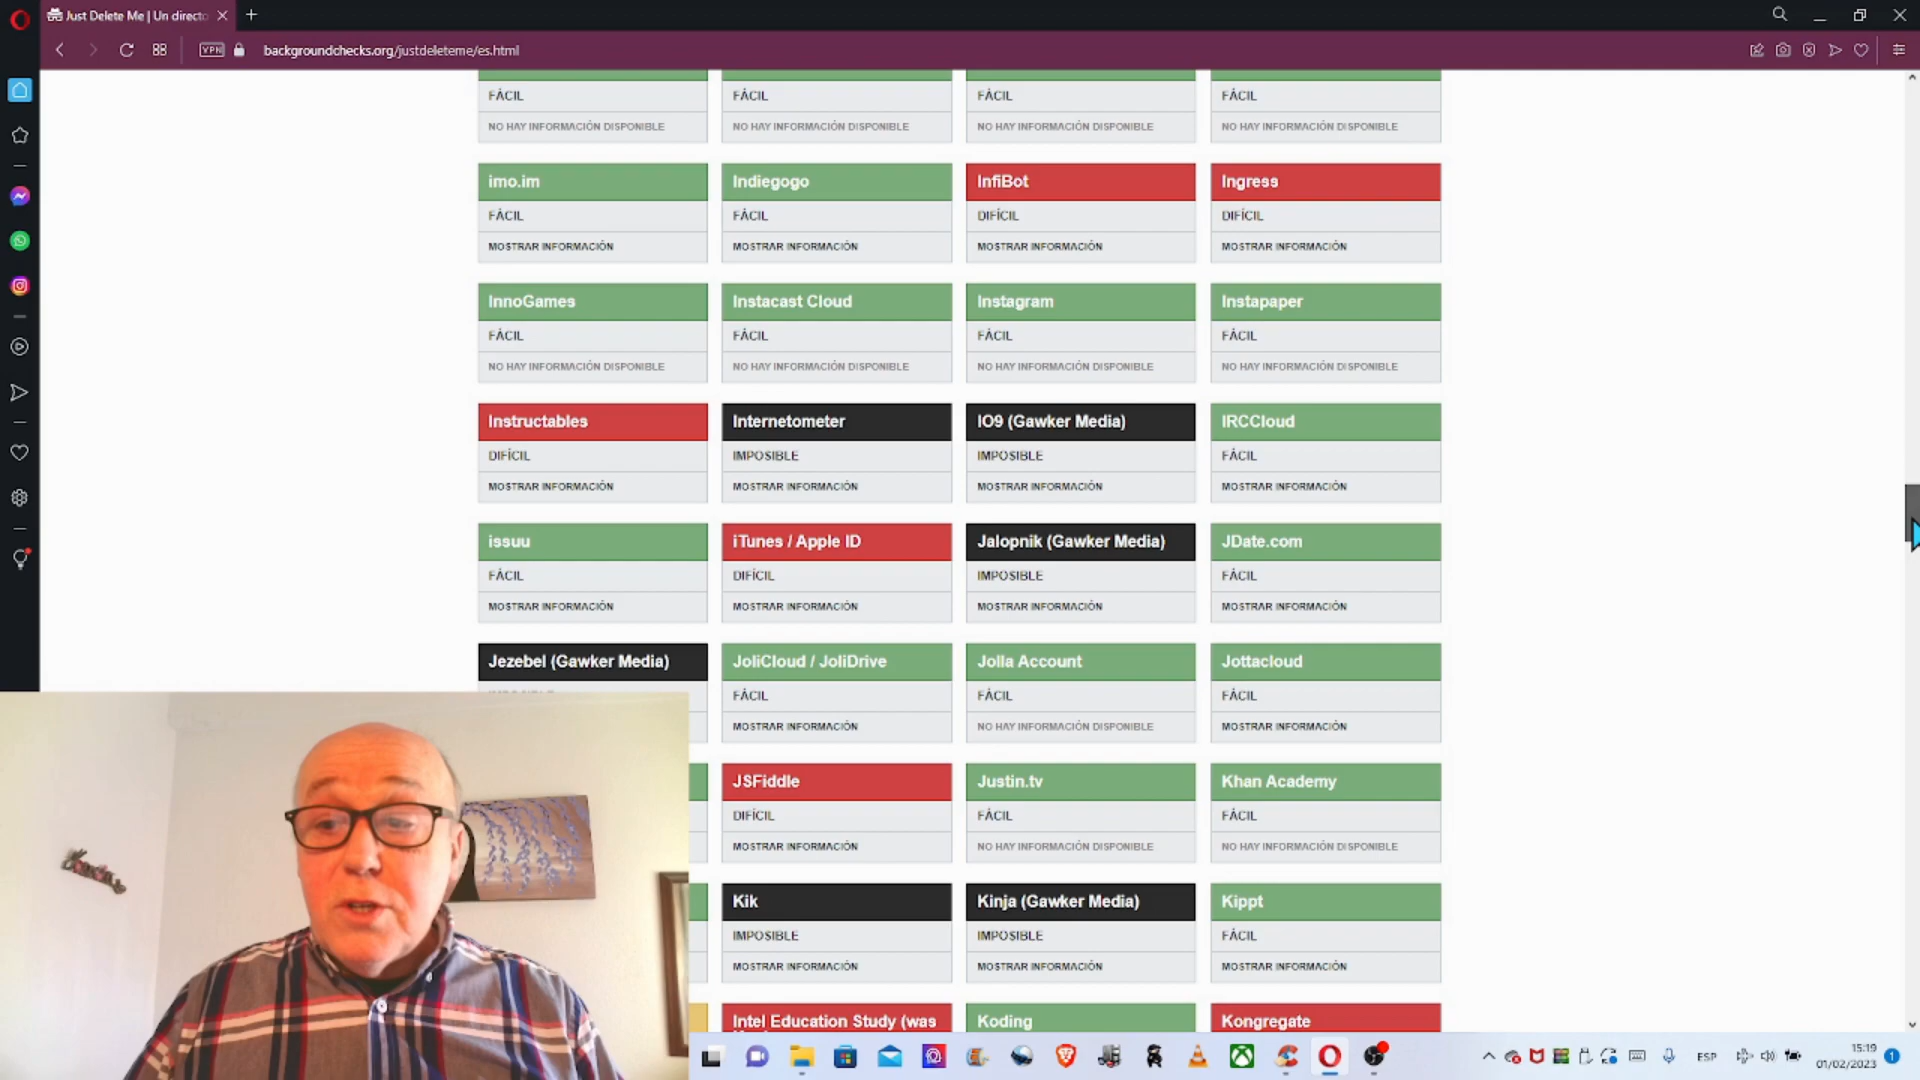 Just Delete Me | Un directo
VPN
backgroundchecks.org/justdeleteme/es.html
FÁCIL FÁCIL FÁCIL FÁCIL
NO HAY INFORMACIÓN DISPONIBLE NO HAY INFORMACIÓN DISPONIBLE NO HAY INFORMACIÓN DISPONIBLE NO HAY INFORMACIÓN DISPONIBLE
imo.im Indiegogo InfiBot Ingress
FÁCIL FÁCIL DIFÍCIL DIFÍCIL
MOSTRAR INFORMACIÓN MOSTRAR INFORMACIÓN MOSTRAR INFORMACIÓN MOSTRAR INFORMACIÓN
InnoGames Instacast Cloud Instagram Instapaper
FÁCIL FÁCIL FÁCIL FÁCIL
NO HAY INFORMACIÓN DISPONIBLE NO HAY INFORMACIÓN DISPONIBLE NO HAY INFORMACIÓN DISPONIBLE NO HAY INFORMACIÓN DISPONIBLE
Instructables Internetometer IO9 (Gawker Media) IRCCloud
DIFÍCIL IMPOSIBLE IMPOSIBLE FÁCIL
MOSTRAR INFORMACIÓN MOSTRAR INFORMACIÓN MOSTRAR INFORMACIÓN MOSTRAR INFORMACIÓN
issuu iTunes / Apple ID Jalopnik (Gawker Media) JDate.com
FÁCIL DIFÍCIL IMPOSIBLE FÁCIL
MOSTRAR INFORMACIÓN MOSTRAR INFORMACIÓN MOSTRAR INFORMACIÓN MOSTRAR INFORMACIÓN
Jezebel (Gawker Media) JoliCloud / JoliDrive Jolla Account Jottacloud
FÁCIL FÁCIL FÁCIL
MOSTRAR INFORMACIÓN NO HAY INFORMACIÓN DISPONIBLE MOSTRAR INFORMACIÓN
JSFiddle Justin.tv Khan Academy
DIFÍCIL FÁCIL FÁCIL
MOSTRAR INFORMACIÓN NO HAY INFORMACIÓN DISPONIBLE NO HAY INFORMACIÓN DISPONIBLE
Kik Kinja (Gawker Media) Kippt
IMPOSIBLE IMPOSIBLE FÁCIL
MOSTRAR INFORMACIÓN MOSTRAR INFORMACIÓN MOSTRAR INFORMACIÓN
Intel Education Study (was Koding Kongregate
ESP
15:19
01/02/2023
1